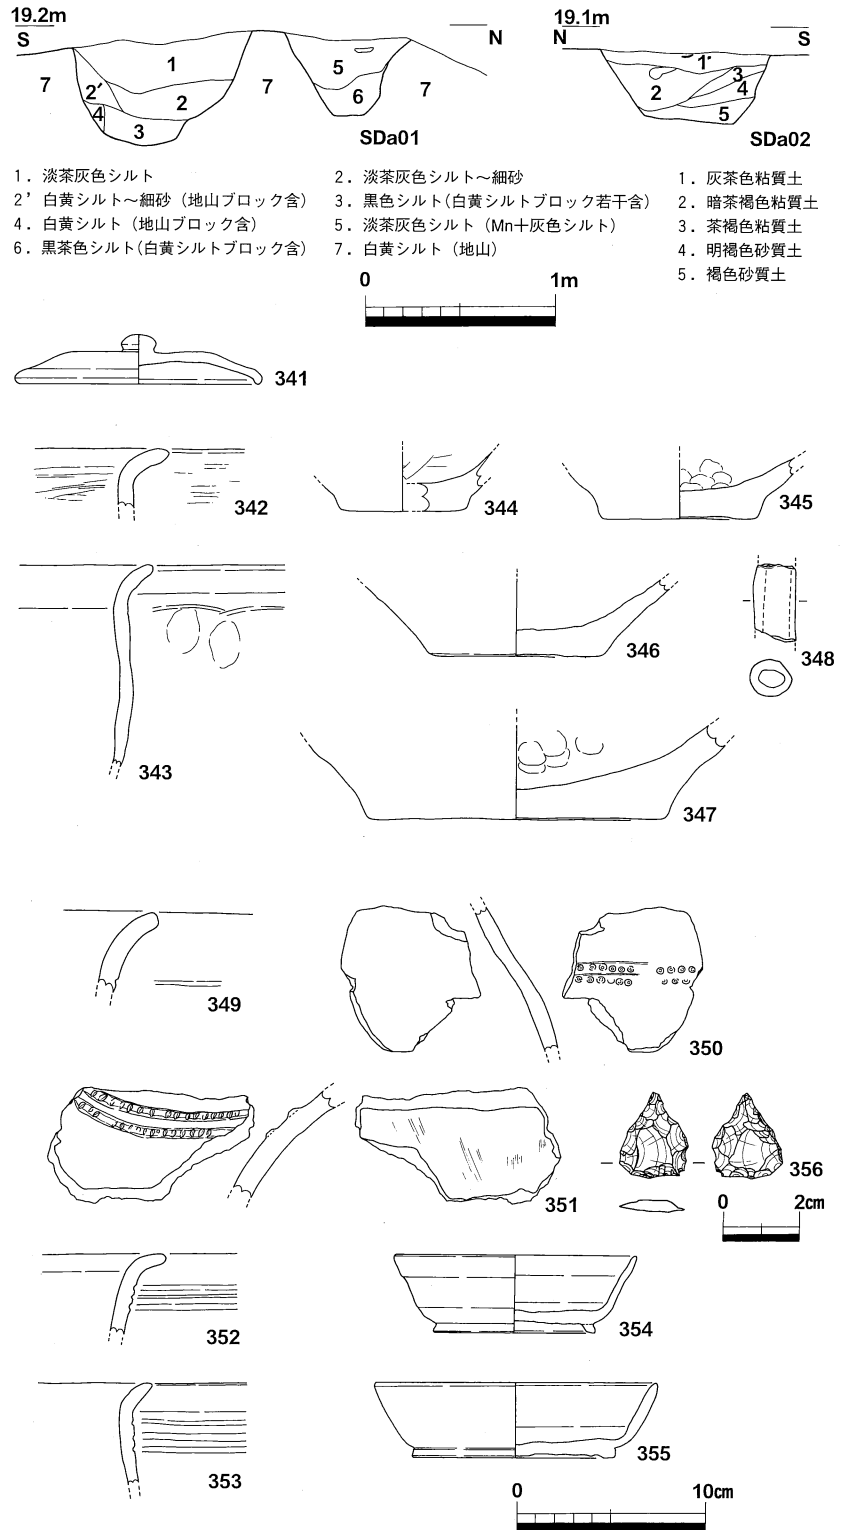 19.2m
S
N
7
1
2'
2
4
3
7
5
6
7
SDa01
19.1m
N
S
1'
2
3
4
5
SDa02
1．淡茶灰色シルト
2’白黄シルト～細砂（地山ブロック含）
4．白黄シルト（地山ブロック含）
6．黒茶色シルト(白黄シルトブロック含)
2．淡茶灰色シルト～細砂
3．黒色シルト(白黄シルトブロック若干含)
5．淡茶灰色シルト（Mn＋灰色シルト）
7．白黄シルト（地山）
1．灰茶色粘質土
2．暗茶褐色粘質土
3．茶褐色粘質土
4．明褐色砂質土
5．褐色砂質土
0 1m
341
342
344
345
343
346
348
347
349
350
351
356
0 2cm
352
354
353
355
0 10cm